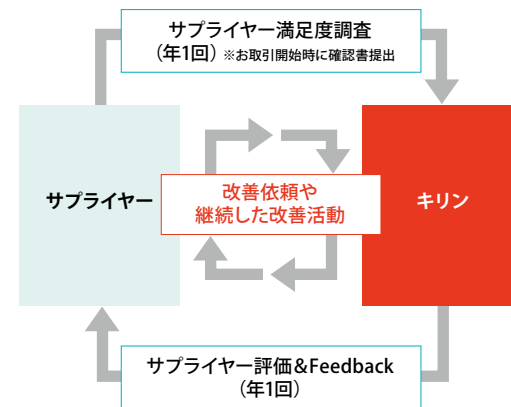 サプライヤー満足度調査
(年1回) ※お取引開始時に確認書提出
サプライヤー
改善依頼や
継続した改善活動
キリン
サプライヤー評価&Feedback
(年1回)